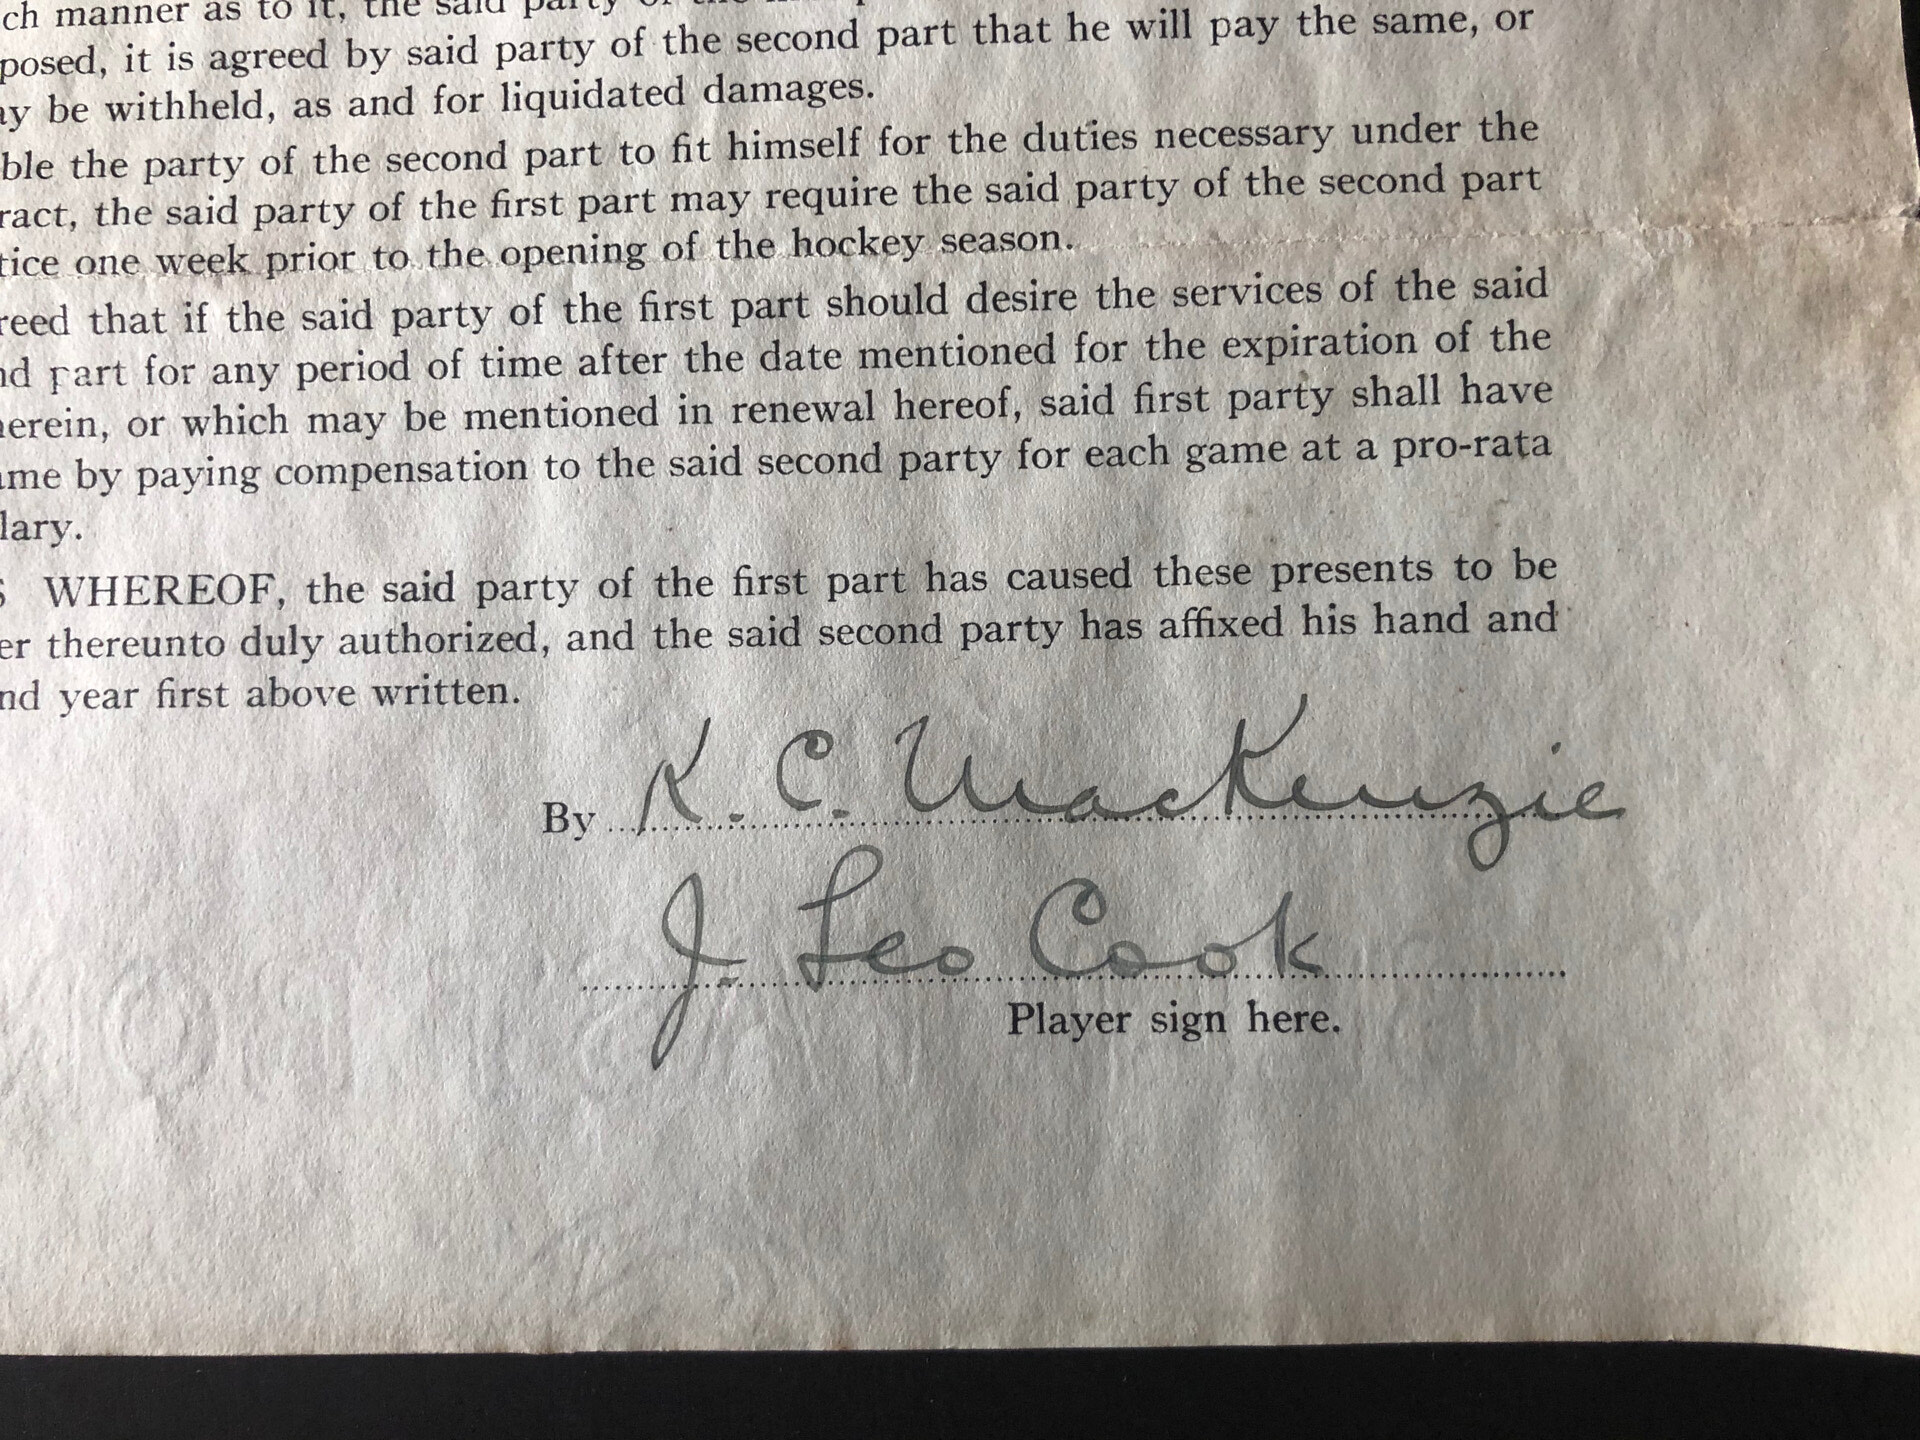 ch manner as to it, the said party of the
posed, it is agreed by said party of the second part that he will pay the same, or
ay be withheld, as and for liquidated damages.
ble the party of the second part to fit himself for the duties necessary under the
ract, the said party of the first part may require the said party of the second part
tice one week prior to the opening of the hockey season.
reed that if the said party of the first part should desire the services of the said
nd part for any period of time after the date mentioned for the expiration of the
herein, or which may be mentioned in renewal hereof, said first party shall have
ame by paying compensation to the said second party for each game at a pro-rata
lary.
S WHEREOF, the said party of the first part has caused these presents to be
er thereunto duly authorized, and the said second party has affixed his hand and
nd year first above written.
By K. C. MacKenzie
J. Leo Cook
Player sign here.